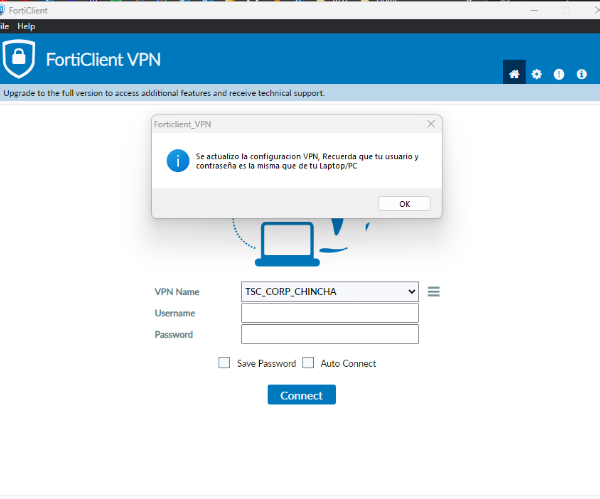 FortiClient
ile Help
FortiClient VPN
Upgrade to the full version to access additional features and receive technical support.
Forticlient_VPN
Se actualizo la configuracion VPN, Recuerda que tu usuario y
contraseña es la misma que de tu Laptop/PC
OK
VPN Name TSC_CORP_CHINCHA
Username
Password
Save Password Auto Connect
Connect